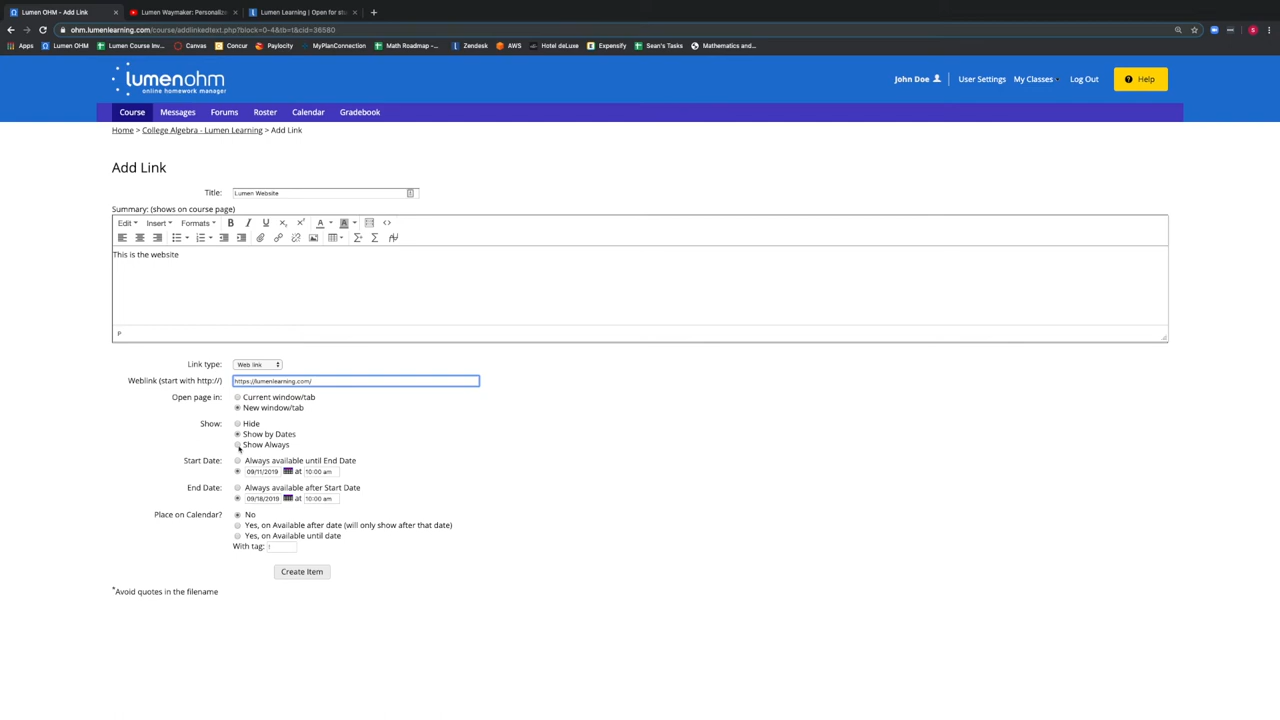 Lumen OHM - Add Link
Lumen Waymaker: Personaliz
Lumen Learning | Open for stu
ohm.lumenlearning.com/course/addlinkedtext.php?block=0-4&tb=t&cid=36580
Apps Lumen OHM Lumen Course Inv... Canvas Concur Paylocity MyPlanConnection Math Roadmap -... Zendesk AWS Hotel deLuxe Expensify Sean's Tasks Mathematics and...
lumenohm
online homework manager
John Doe User Settings My Classes Log Out Help
Course Messages Forums Roster Calendar Gradebook
Home > College Algebra - Lumen Learning > Add Link
Add Link
Title: Lumen Website
Summary: (shows on course page)
Edit Insert Formats B I U X₂ X² A A <>
This is the website
P
Link type: Web link
Weblink (start with http://) https://lumenlearning.com/
Open page in: Current window/tab
New window/tab
Show: Hide
Show by Dates
Show Always
Start Date: Always available until End Date
09/11/2019 at 10:00 am
End Date: Always available after Start Date
09/18/2019 at 10:00 am
Place on Calendar? No
Yes, on Available after date (will only show after that date)
Yes, on Available until date
With tag: !
Create Item
*Avoid quotes in the filename